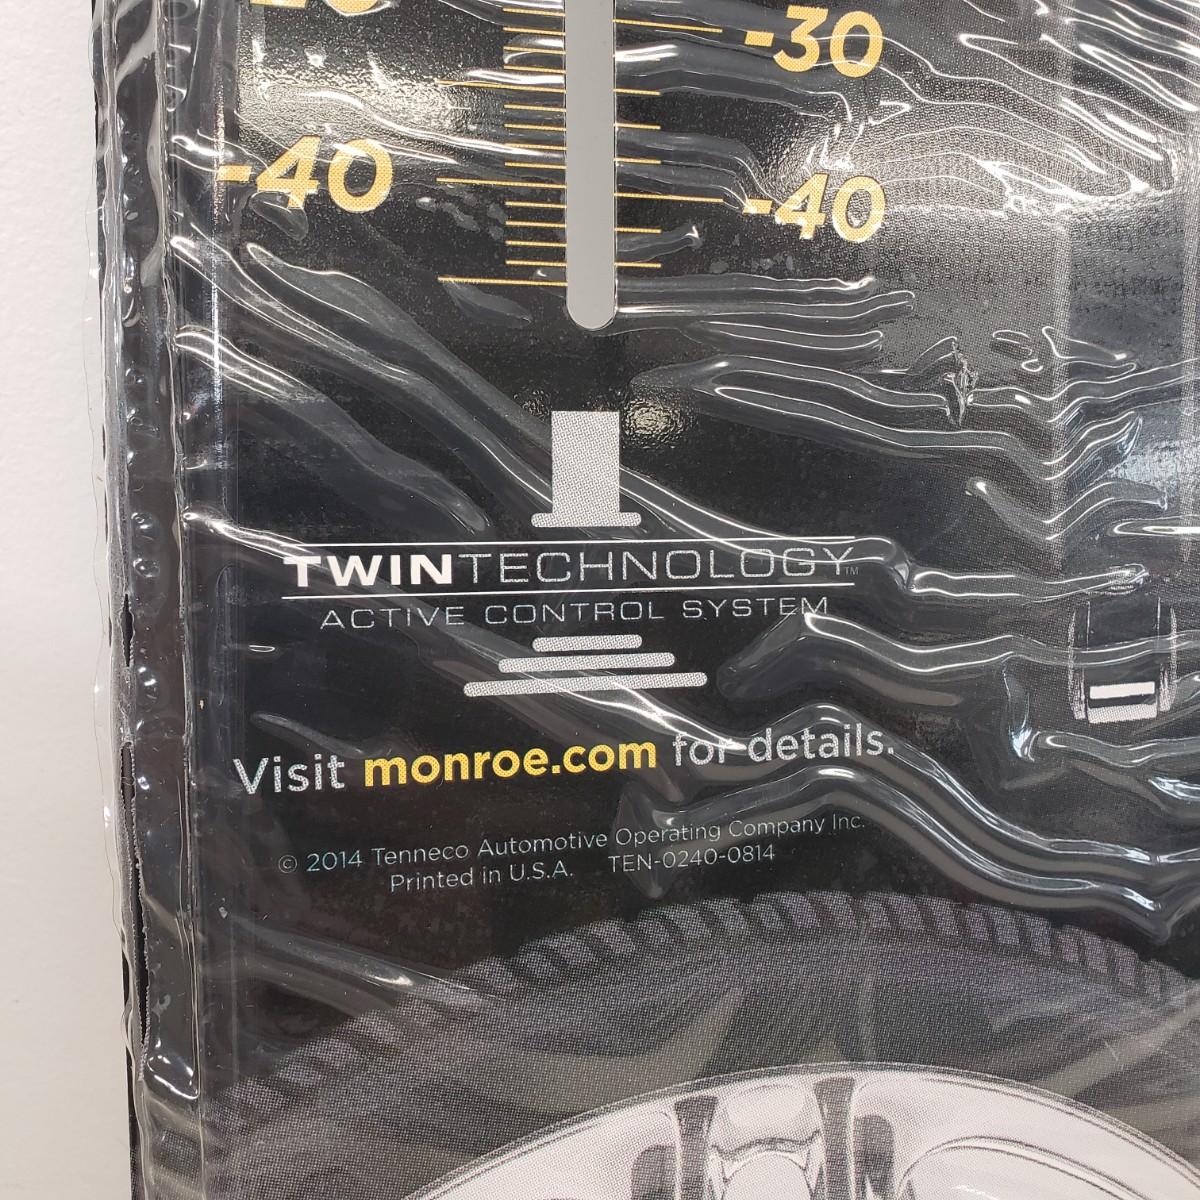 -30
-40
-40
TWINTECHNOLOGY™
ACTIVE CONTROL SYSTEM
Visit monroe.com for details.
© 2014 Tenneco Automotive Operating Company Inc.
Printed in U.S.A. TEN-0240-0814